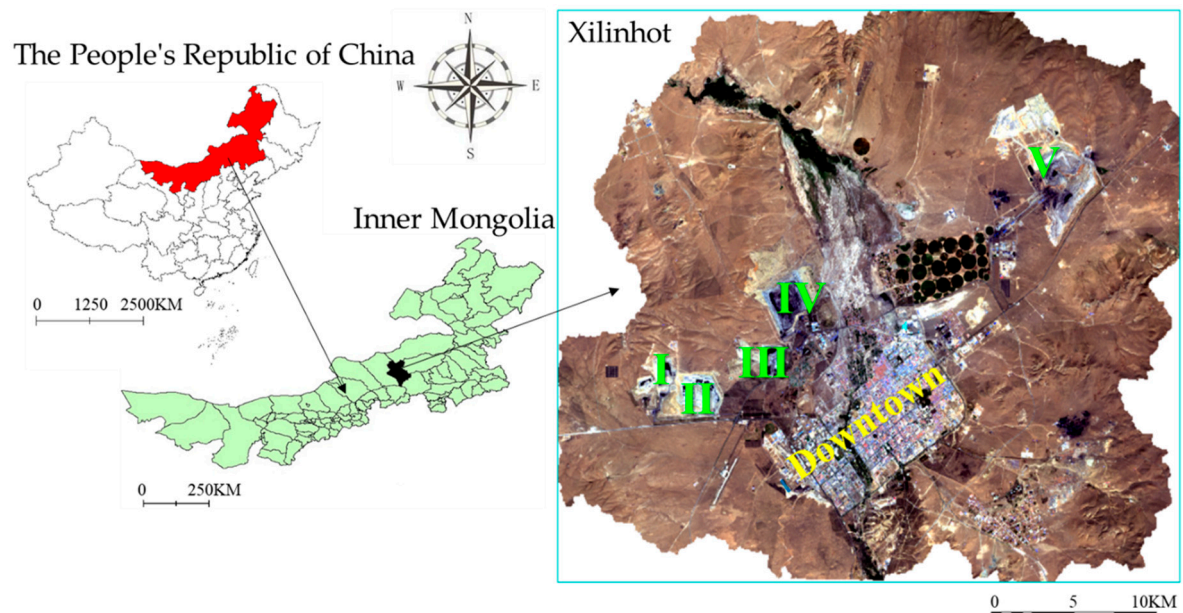 The People's Republic of China
N
W
E
S
0 1250 2500KM
Inner Mongolia
0 250KM
Xilinhot
V
IV
III
I
II
Downtown
0 5 10KM